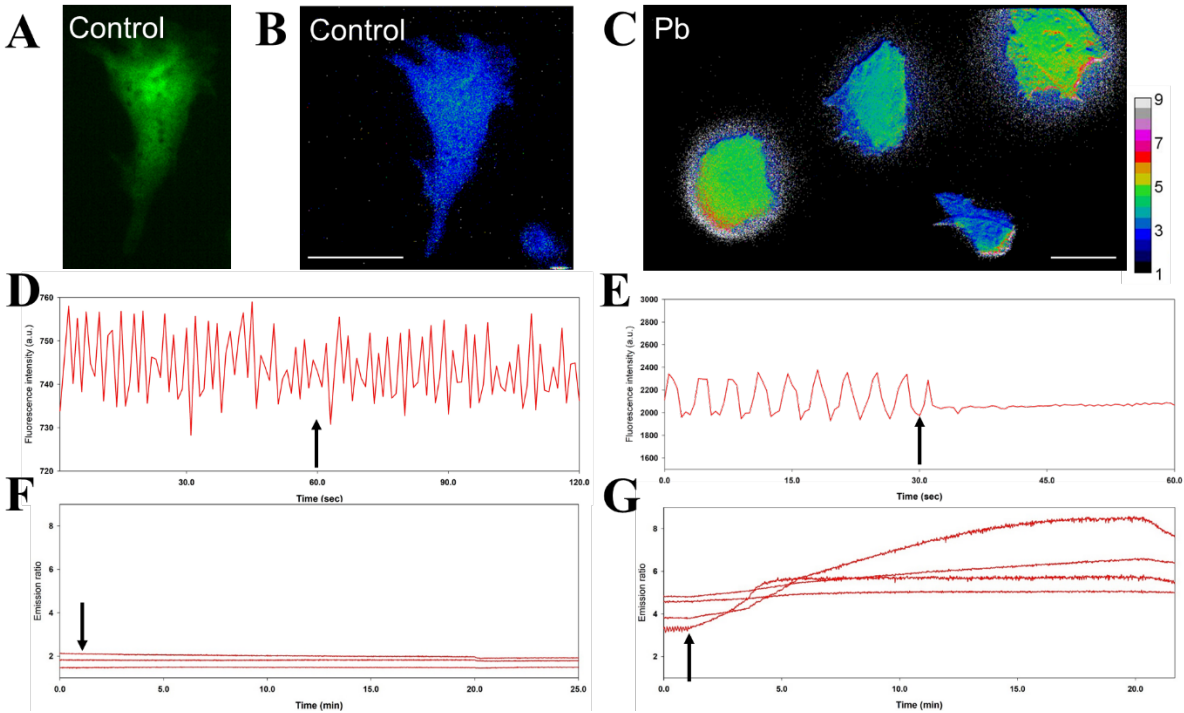 A Control
B Control
C Pb
9
7
5
3
1
D
760
750
740
730
720
Fluorescence intensity (a.u.)
30.0 60.0 90.0 120.0
Time (sec)
E
3000
2800
2600
2400
2200
2000
1800
1600
Fluorescence intensity (a.u.)
0.0 15.0 30.0 45.0 60.0
Time (sec)
F
8
6
4
2
Emission ratio
0.0 5.0 10.0 15.0 20.0 25.0
Time (min)
G
8
6
4
2
Emission ratio
0.0 5.0 10.0 15.0 20.0
Time (min)